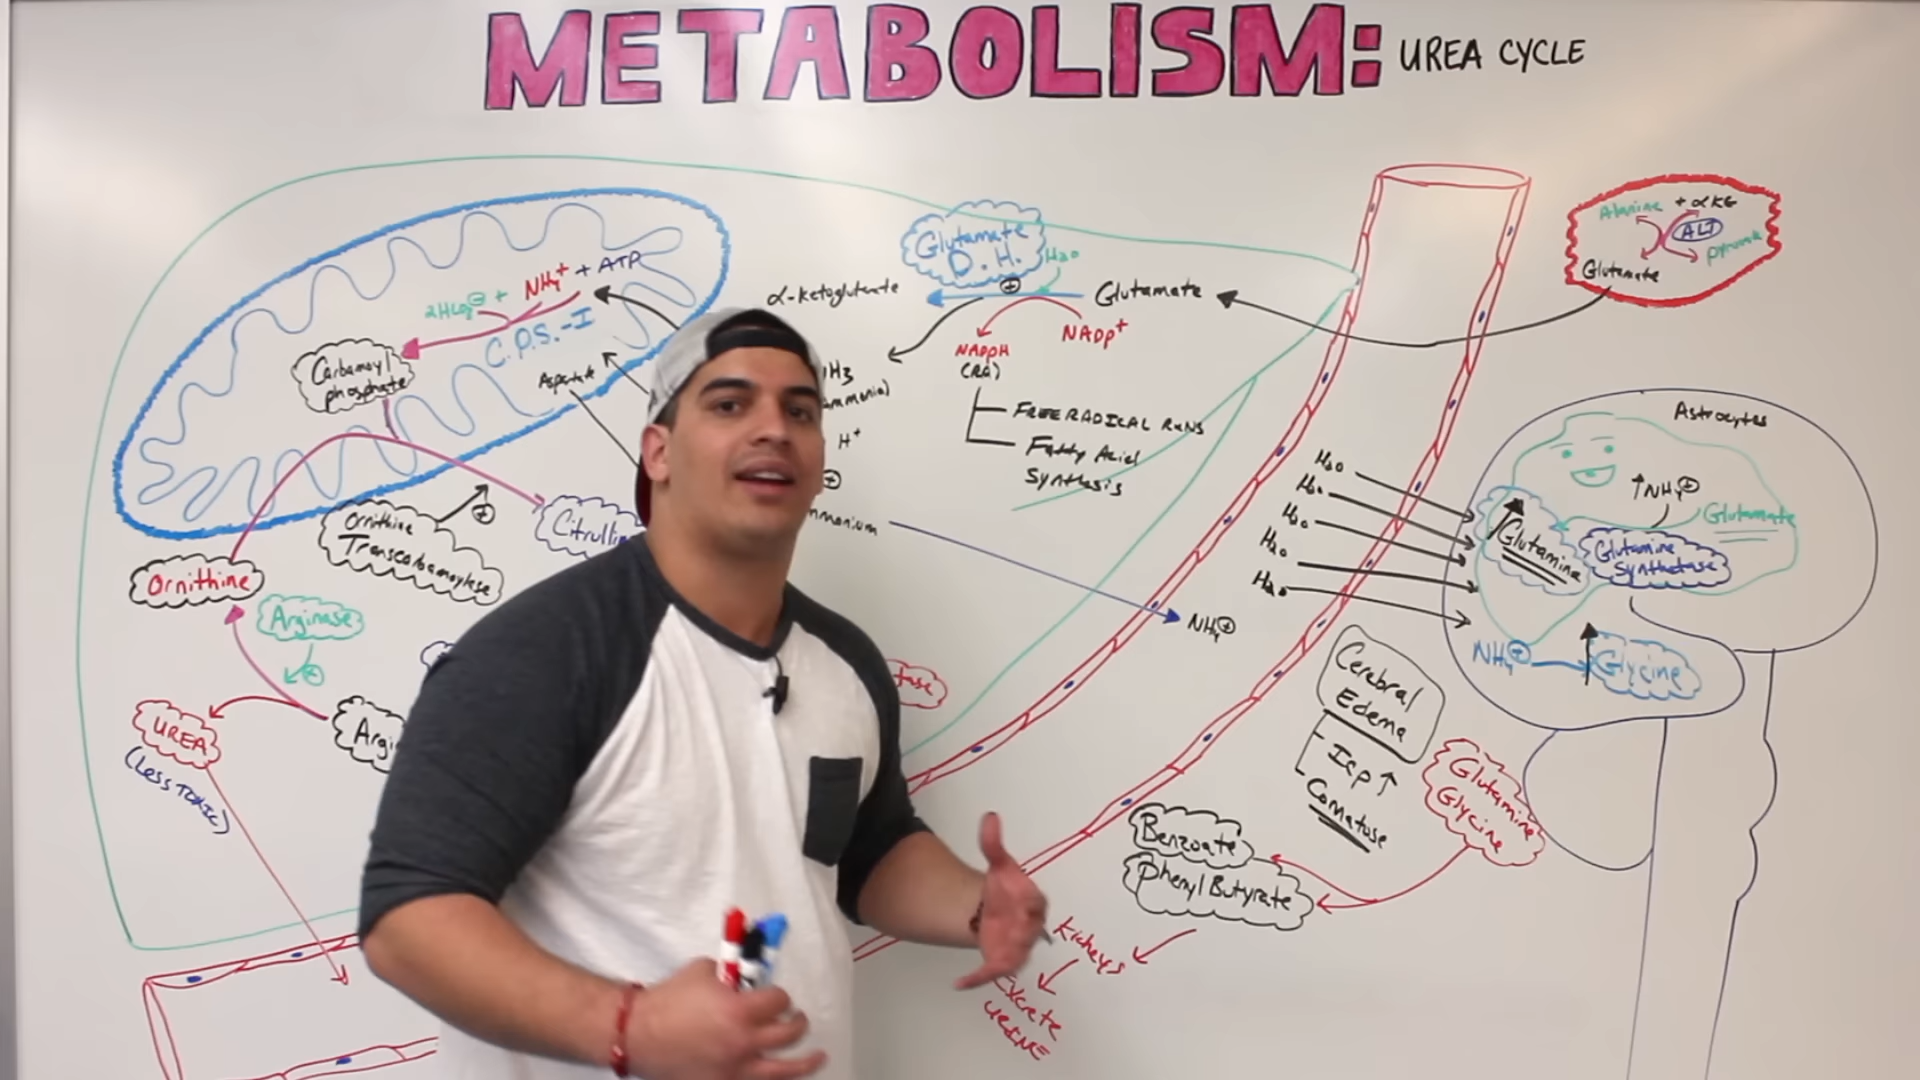 METABOLISM: UREA CYCLE
Alanine + αKG
ALT
Glutamate
Glutamate
D.H.
H2O
⊕
α-ketoglutarate
Glutamate
NADP+
NADPH
(RA)
FREE RADICAL RXNS
Fatty Acid
Synthesis
NH4+ + ATP
2HCO3⊖ +
C.P.S.-I
Carbamoyl
phosphate
Aspartate
H+
⊕
Ornithine
Transcarbamoylase
⊕
Ornithine
Arginase
⊕
UREA
(LESS TOXIC)
NH4⊕
H2O
H2O
H2O
H2O
H2O
Astrocytes
↑NH4⊕
Glutamate
Glutamine
Glutamine
Synthetase
NH4⊕
Glycine
Cerebral
Edema
ICP ↑
Comatose
Glutamine
Glycine
Benzoate
Phenyl Butyrate
Kidneys
Excrete
URINE